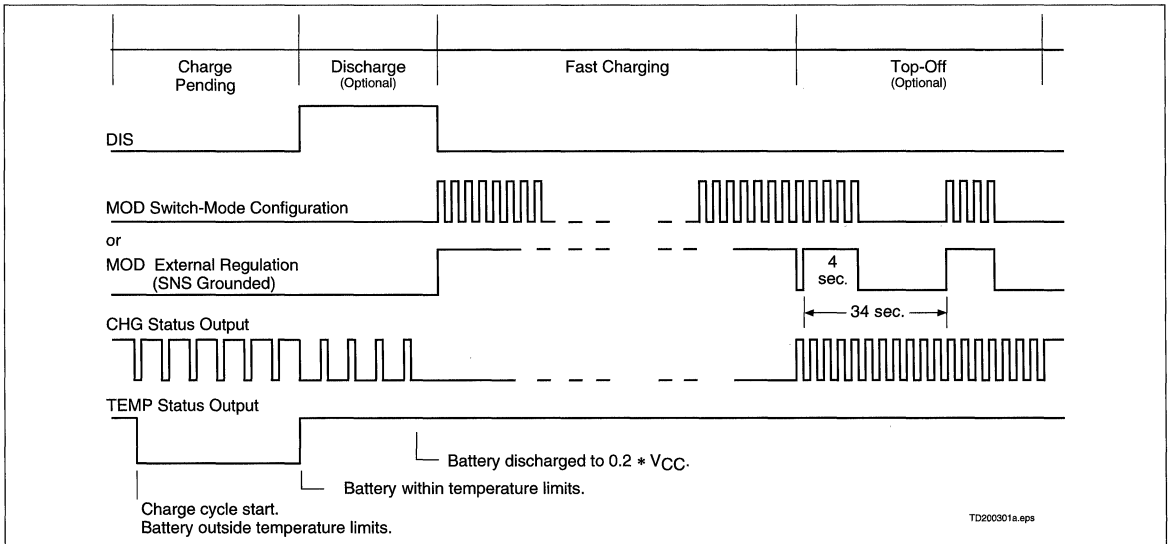 Charge Pending
Discharge (Optional)
Fast Charging
Top-Off (Optional)
DIS
MOD Switch-Mode Configuration
or
MOD External Regulation
(SNS Grounded)
4 sec.
34 sec.
CHG Status Output
TEMP Status Output
Battery discharged to 0.2 * VCC.
Battery within temperature limits.
Charge cycle start.
Battery outside temperature limits.
TD200301a.eps